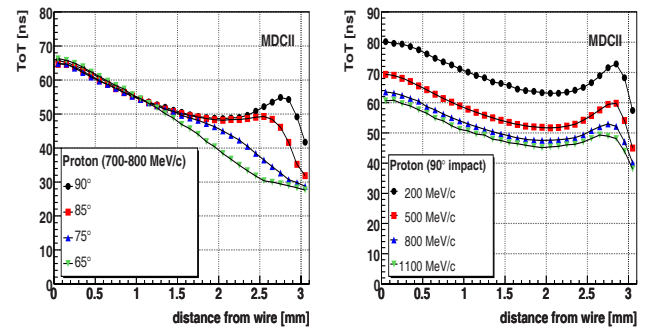 ToT [ns]
80
70
60
50
40
30
20
10
0
MDCII
Proton (700-800 MeV/c)
90°
85°
75°
65°
0 0.5 1 1.5 2 2.5 3
distance from wire [mm]
ToT [ns]
90
80
70
60
50
40
30
20
10
0
MDCII
Proton (90° impact)
200 MeV/c
500 MeV/c
800 MeV/c
1100 MeV/c
0 0.5 1 1.5 2 2.5 3
distance from wire [mm]